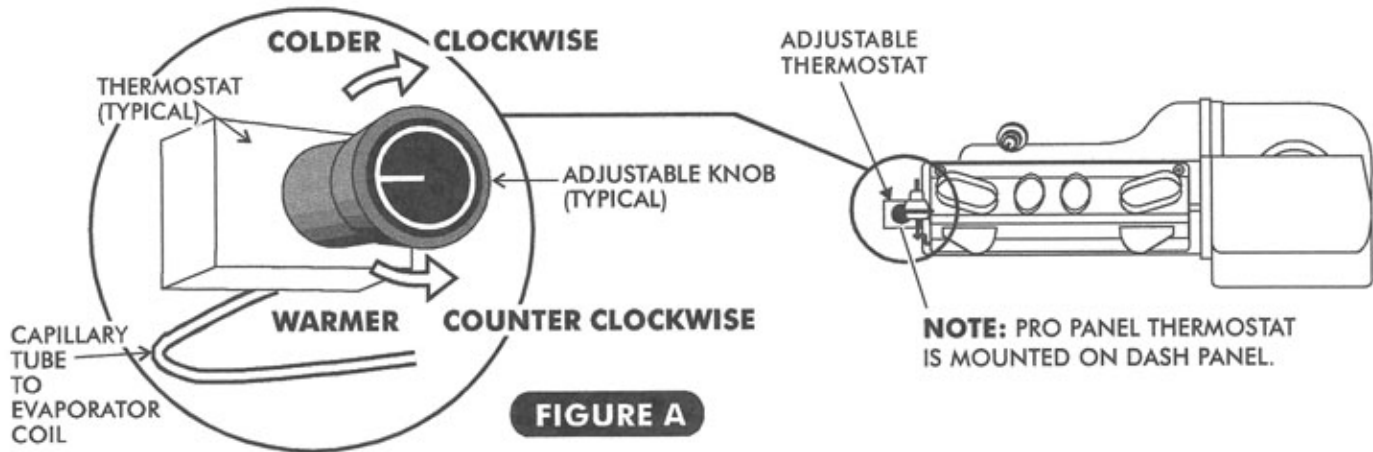 COLDER CLOCKWISE
THERMOSTAT
(TYPICAL)
ADJUSTABLE KNOB
(TYPICAL)
WARMER COUNTER CLOCKWISE
CAPILLARY
TUBE
TO
EVAPORATOR
COIL
FIGURE A
ADJUSTABLE
THERMOSTAT
NOTE: PRO PANEL THERMOSTAT
IS MOUNTED ON DASH PANEL.